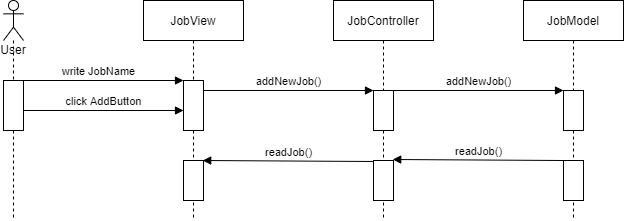 JobView
JobController
JobModel
User
write JobName
addNewJob()
addNewJob()
click AddButton
readJob()
readJob()